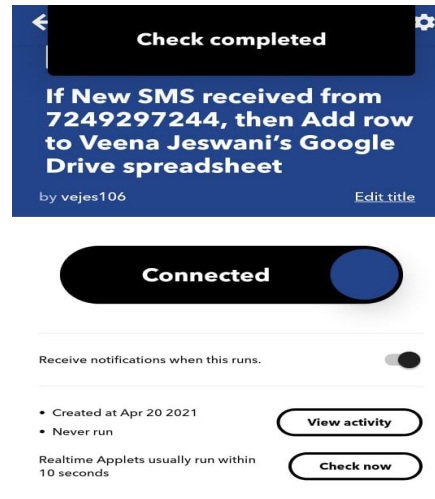 Check completed
If New SMS received from
7249297244, then Add row
to Veena Jeswani’s Google
Drive spreadsheet
by vejes106
Edit title
Connected
Receive notifications when this runs.
• Created at Apr 20 2021
• Never run
View activity
Realtime Applets usually run within
10 seconds
Check now